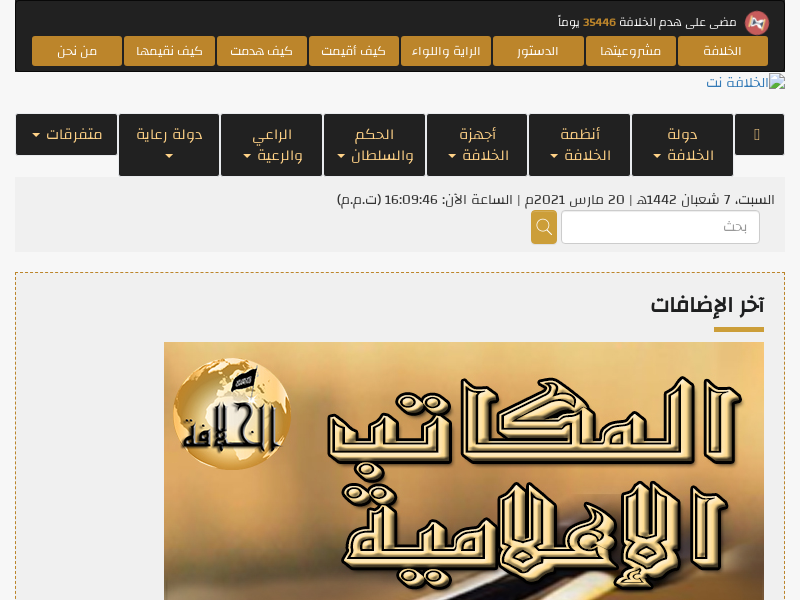 مضى على هدم الخلافة 35446 يوماً
الخلافة مشروعيتها الدستور الراية واللواء كيف أقيمت كيف هدمت كيف نقيمها من نحن
الخلافة نت
دولة الخلافة
أنظمة الخلافة
أجهزة الخلافة
الحكم والسلطان
الراعي والرعية
دولة رعاية
متفرقات
السبت، 7 شعبان 1442هـ | 20 مارس 2021م | الساعة الآن: 16:09:46 (ت.م.م)
بحث
آخر الإضافات
المكاتب
الإعلامية
الخلافة